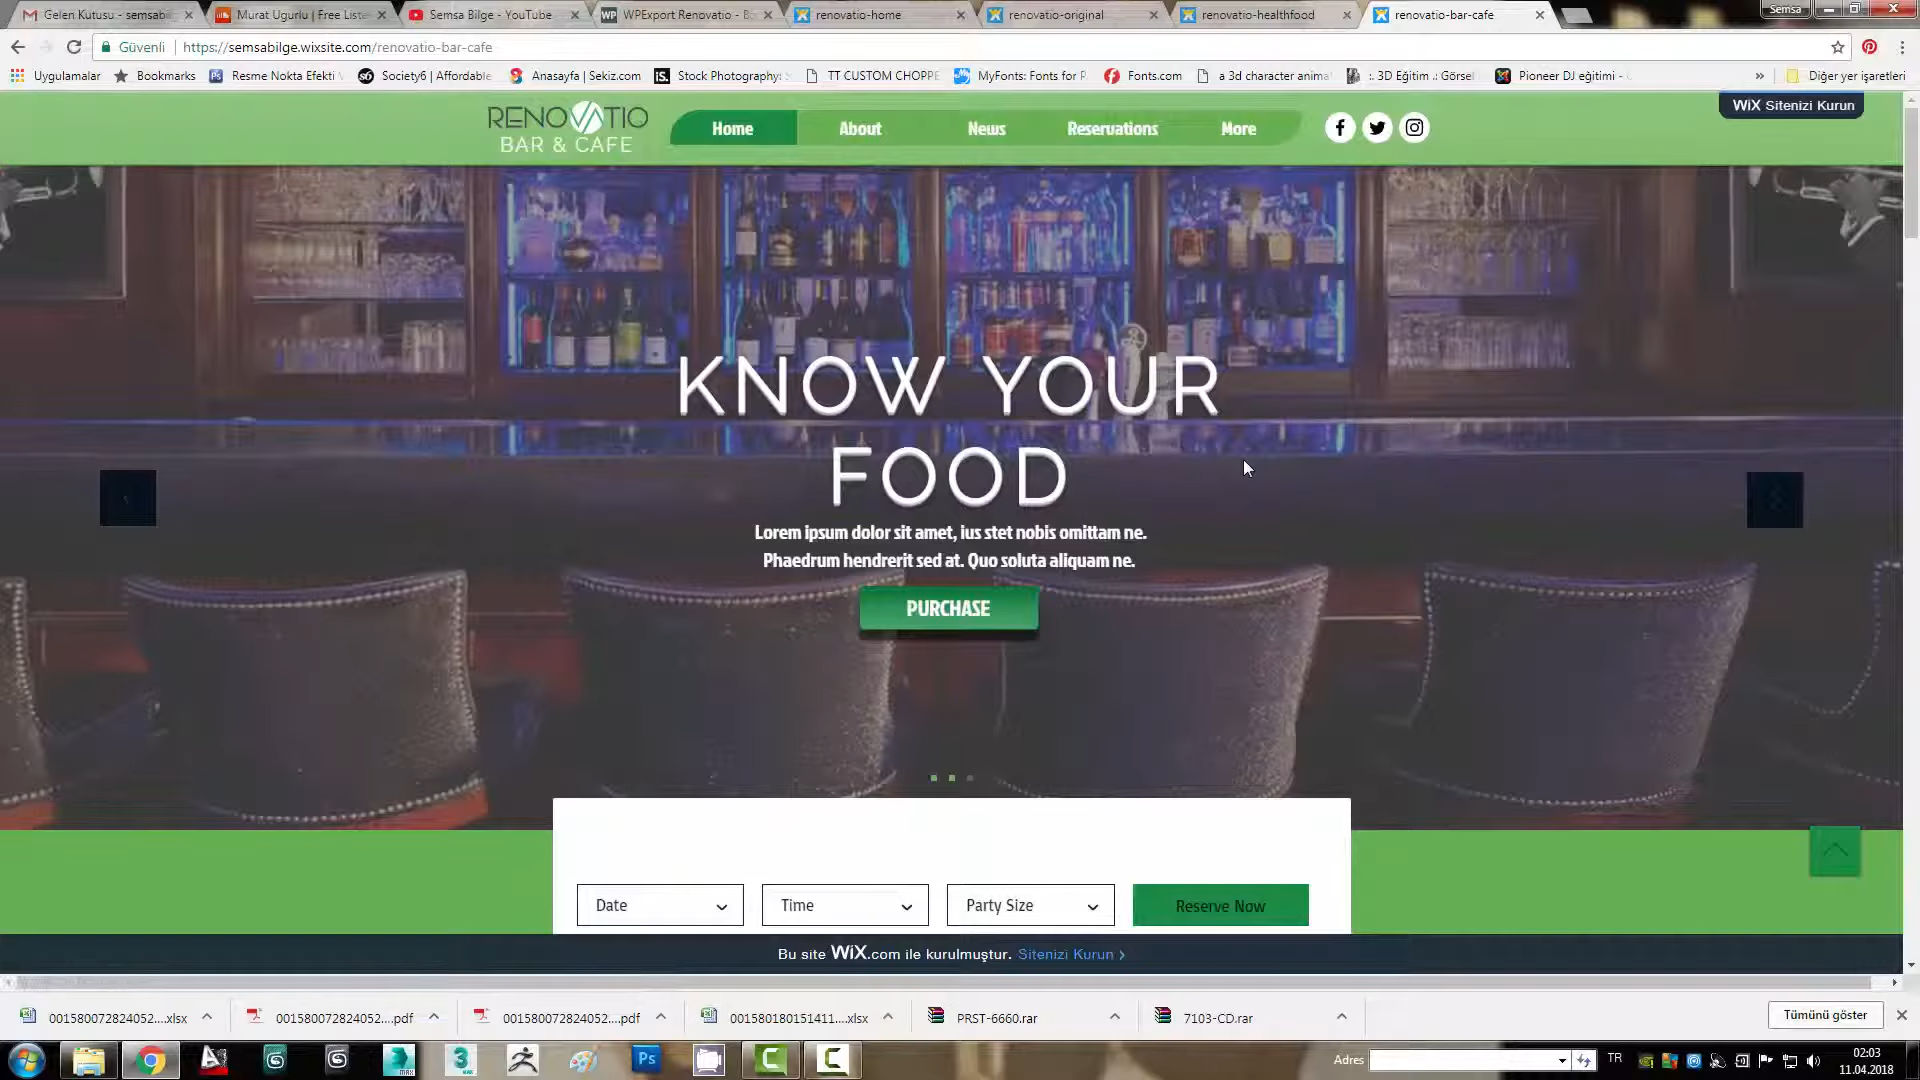 Gelen Kutusu - semsabi
Murat Ugurlu | Free Liste
Semsa Bilge - YouTube
WPExport Renovatio - B
renovatio-home
renovatio-original
renovatio-healthfood
renovatio-bar-cafe
Semsa
Güvenli
https://semsabilge.wixsite.com/renovatio-bar-cafe
Uygulamalar
Bookmarks
Resme Nokta Efekti
Society6 | Affordable
Anasayfa | Sekiz.com
Stock Photography:
TT CUSTOM CHOPPE
MyFonts: Fonts for P
Fonts.com
a 3d character anima
:. 3D Eğitim .: Görsel
Pioneer DJ eğitimi -
»
Diğer yer işaretleri
WiX Sitenizi Kurun
RENOVATIO
BAR & CAFE
Home
About
News
Reservations
More
KNOW YOUR
FOOD
Lorem ipsum dolor sit amet, ius stet nobis omittam ne.
Phaedrum hendrerit sed at. Quo soluta aliquam ne.
PURCHASE
Date
Time
Party Size
Reserve Now
Bu site WiX.com ile kurulmuştur. Sitenizi Kurun >
001580072824052....xlsx
001580072824052....pdf
001580072824052....pdf
001580180151411....xlsx
PRST-6660.rar
7103-CD.rar
Tümünü göster
Adres
TR
02:03
11.04.2018